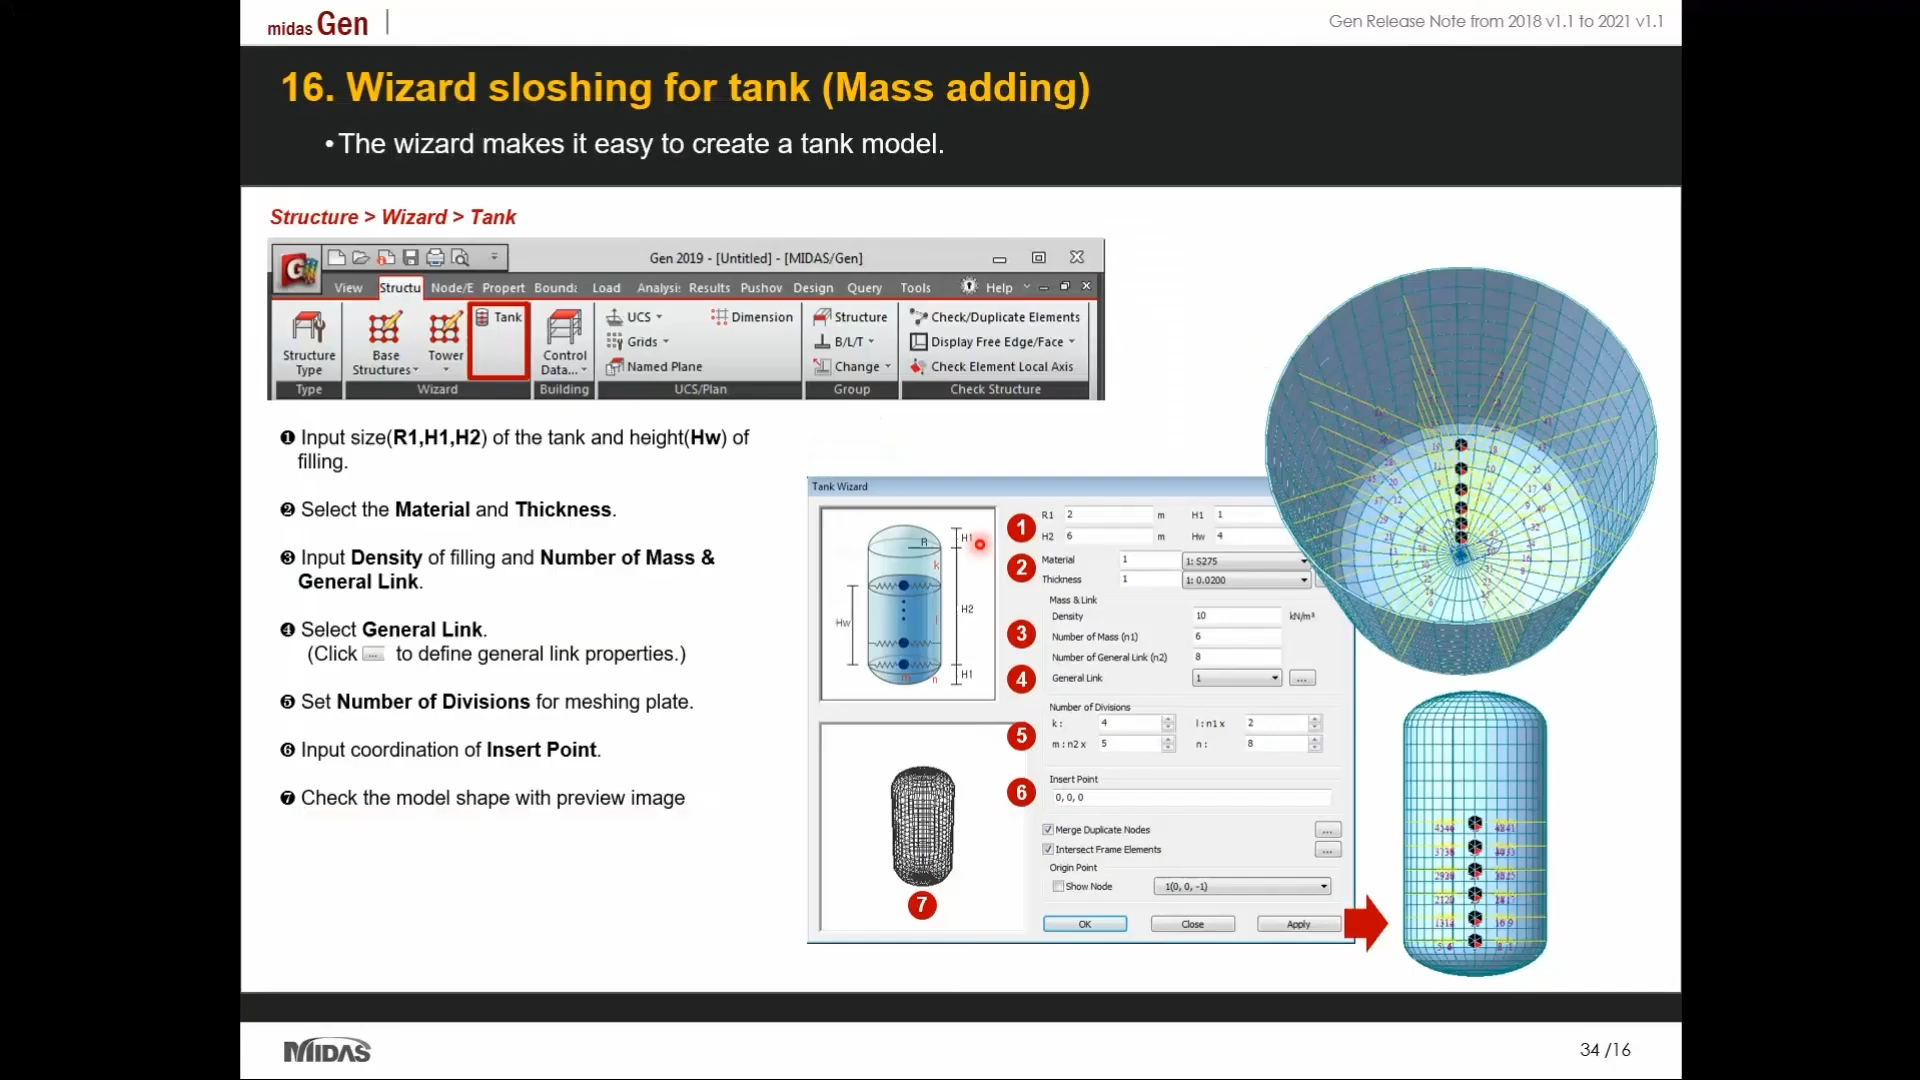 midas Gen
Gen Release Note from 2018 v1.1 to 2021 v1.1
16. Wizard sloshing for tank (Mass adding)
• The wizard makes it easy to create a tank model.
Structure > Wizard > Tank
Gen 2019 - [Untitled] - [MIDAS/Gen]
View Structu Node/E Propert Bounda Load Analysi: Results Pushov Design Query Tools Help
Structure Type
Type
Base Structures
Tower
Tank
Wizard
Control Data...
Building
UCS
Grids
Named Plane
Dimension
UCS/Plan
Structure
B/L/T
Change
Group
Check/Duplicate Elements
Display Free Edge/Face
Check Element Local Axis
Check Structure
❶ Input size(R1,H1,H2) of the tank and height(Hw) of
filling.
❷ Select the Material and Thickness.
❸ Input Density of filling and Number of Mass &
General Link.
❹ Select General Link.
(Click ... to define general link properties.)
❺ Set Number of Divisions for meshing plate.
❻ Input coordination of Insert Point.
❼ Check the model shape with preview image
Tank Wizard
R
H1
k
Hw
l
H2
m
n
H1
1
R1 2 m H1 1
H2 6 m Hw 4
2
Material 1 1: S275
Thickness 1 1: 0.0200
Mass & Link
Density 10 kN/m³
3
Number of Mass (n1) 6
Number of General Link (n2) 8
4
General Link 1 ...
Number of Divisions
5
k : 4 l : n1 x 2
m : n2 x 5 n : 8
Insert Point
6
0, 0, 0
Merge Duplicate Nodes ...
Intersect Frame Elements ...
Origin Point
Show Node 1(0, 0, -1)
7
OK Close Apply
MIDAS
34 /16